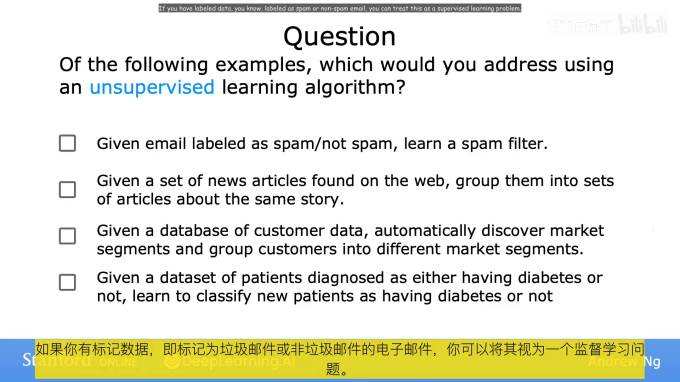 If you have labeled data, you know, labeled as spam or non-spam email, you can treat this as a supervised learning problem.
bilibili
Question
Of the following examples, which would you address using
an unsupervised learning algorithm?
Given email labeled as spam/not spam, learn a spam filter.
Given a set of news articles found on the web, group them into sets
of articles about the same story.
Given a database of customer data, automatically discover market
segments and group customers into different market segments.
Given a dataset of patients diagnosed as either having diabetes or
not, learn to classify new patients as having diabetes or not
如果你有标记数据，即标记为垃圾邮件或非垃圾邮件的电子邮件，你可以将其视为一个监督学习问
题。
Stanford ONLINE DeepLearning.AI Andrew Ng